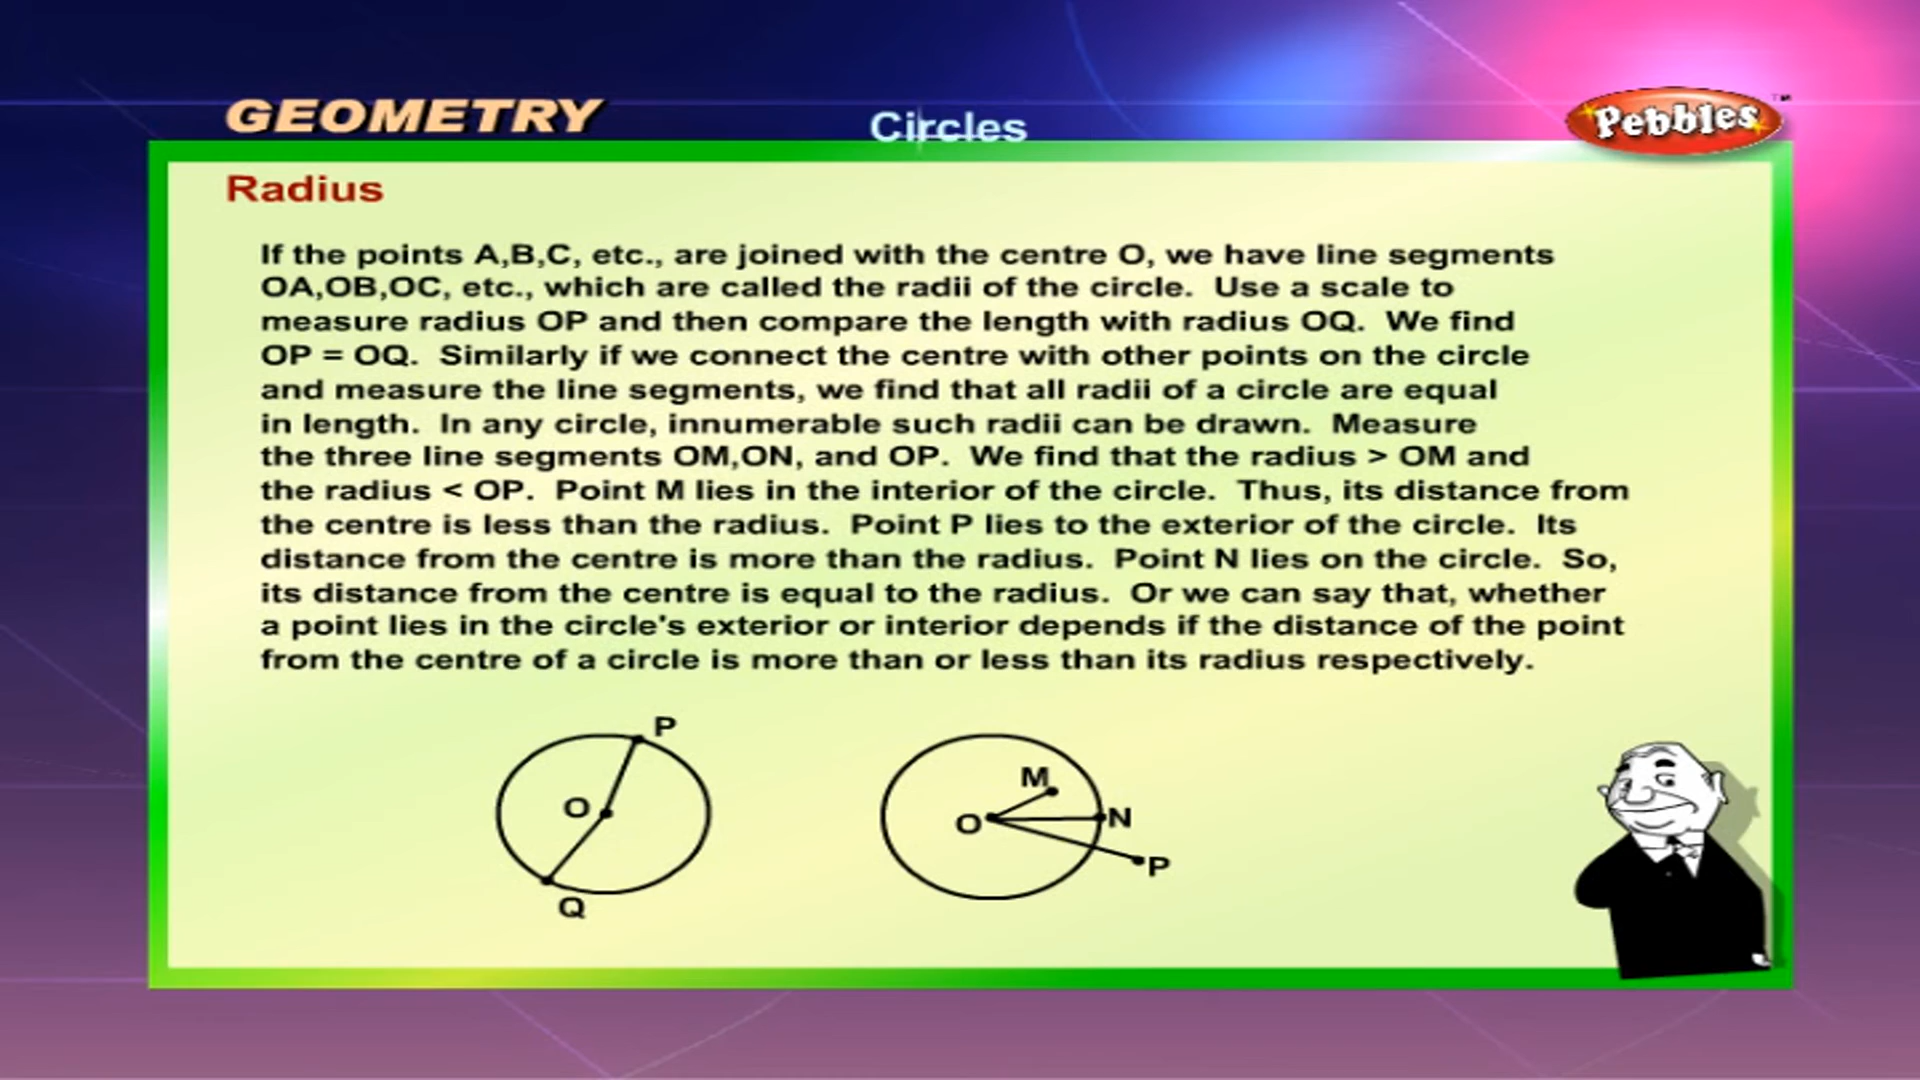 GEOMETRY
Circles
Pebbles™
Radius
If the points A,B,C, etc., are joined with the centre O, we have line segments
OA,OB,OC, etc., which are called the radii of the circle. Use a scale to
measure radius OP and then compare the length with radius OQ. We find
OP = OQ. Similarly if we connect the centre with other points on the circle
and measure the line segments, we find that all radii of a circle are equal
in length. In any circle, innumerable such radii can be drawn. Measure
the three line segments OM,ON, and OP. We find that the radius > OM and
the radius < OP. Point M lies in the interior of the circle. Thus, its distance from
the centre is less than the radius. Point P lies to the exterior of the circle. Its
distance from the centre is more than the radius. Point N lies on the circle. So,
its distance from the centre is equal to the radius. Or we can say that, whether
a point lies in the circle's exterior or interior depends if the distance of the point
from the centre of a circle is more than or less than its radius respectively.
P
O
Q
M
O
N
P